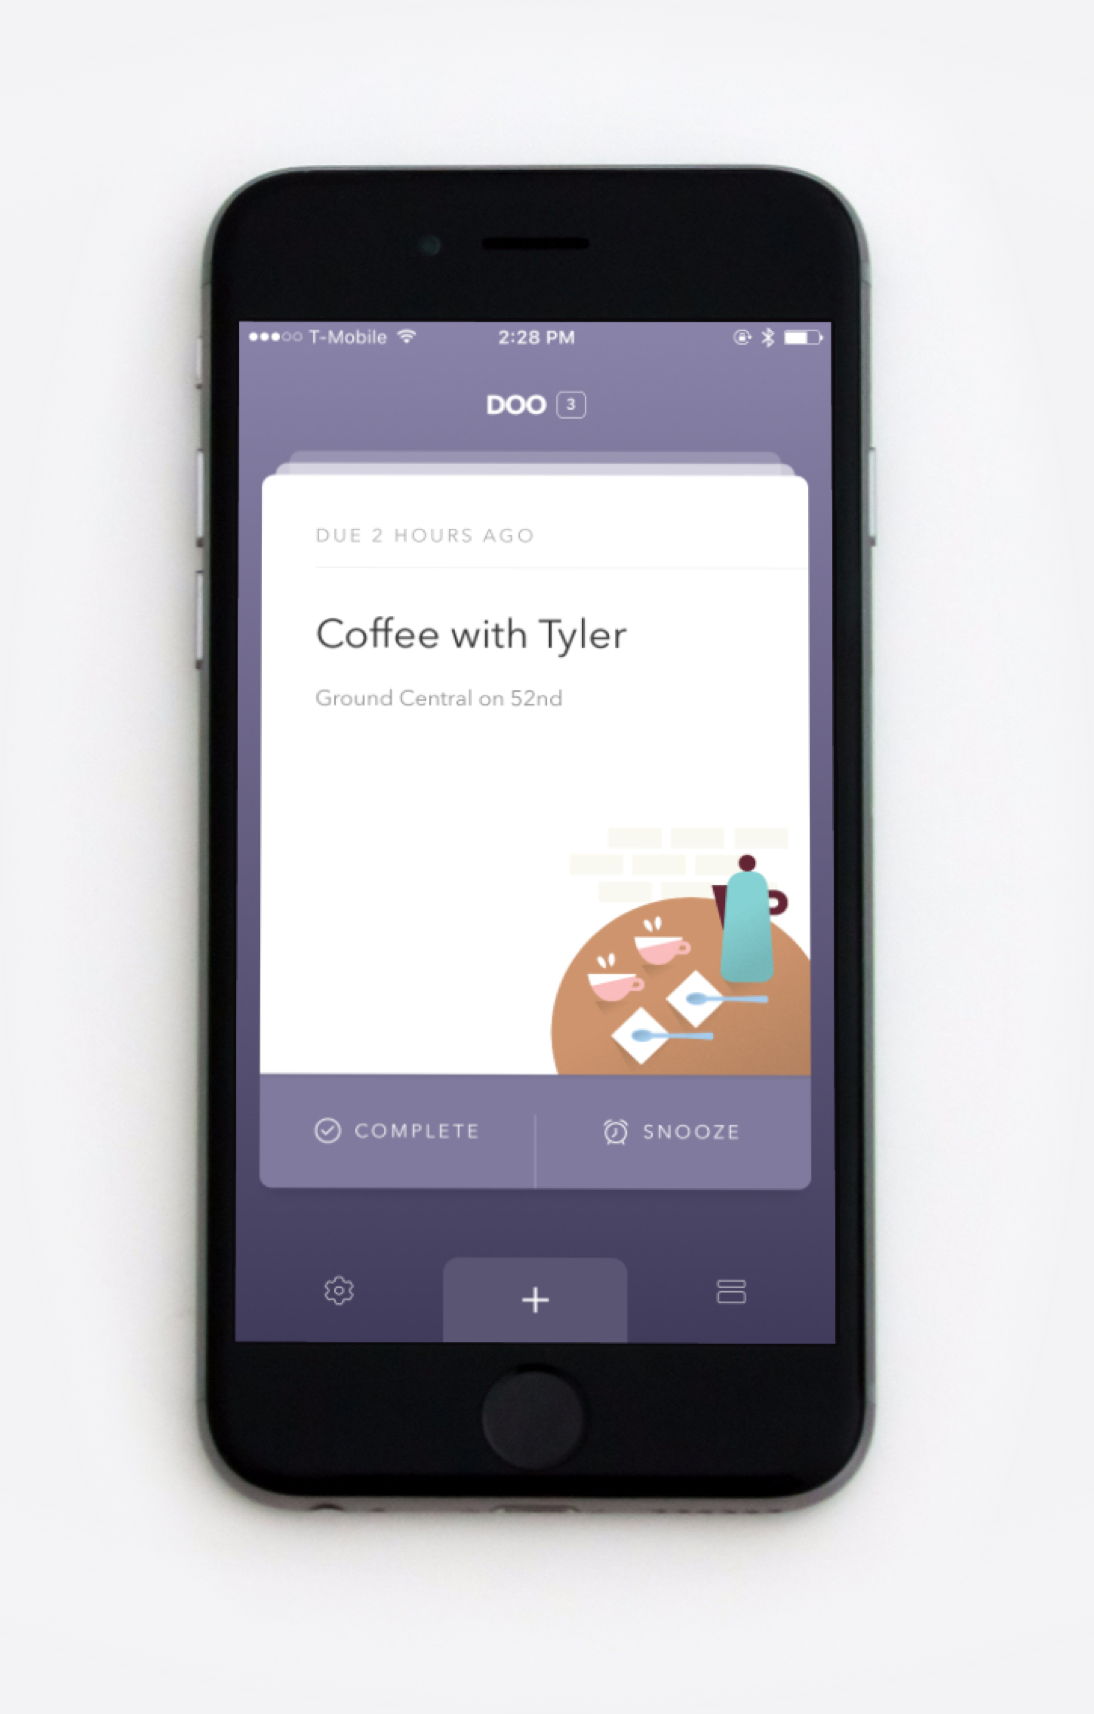 T-Mobile 2:28 PM
DOO 3
DUE 2 HOURS AGO
Coffee with Tyler
Ground Central on 52nd
COMPLETE SNOOZE